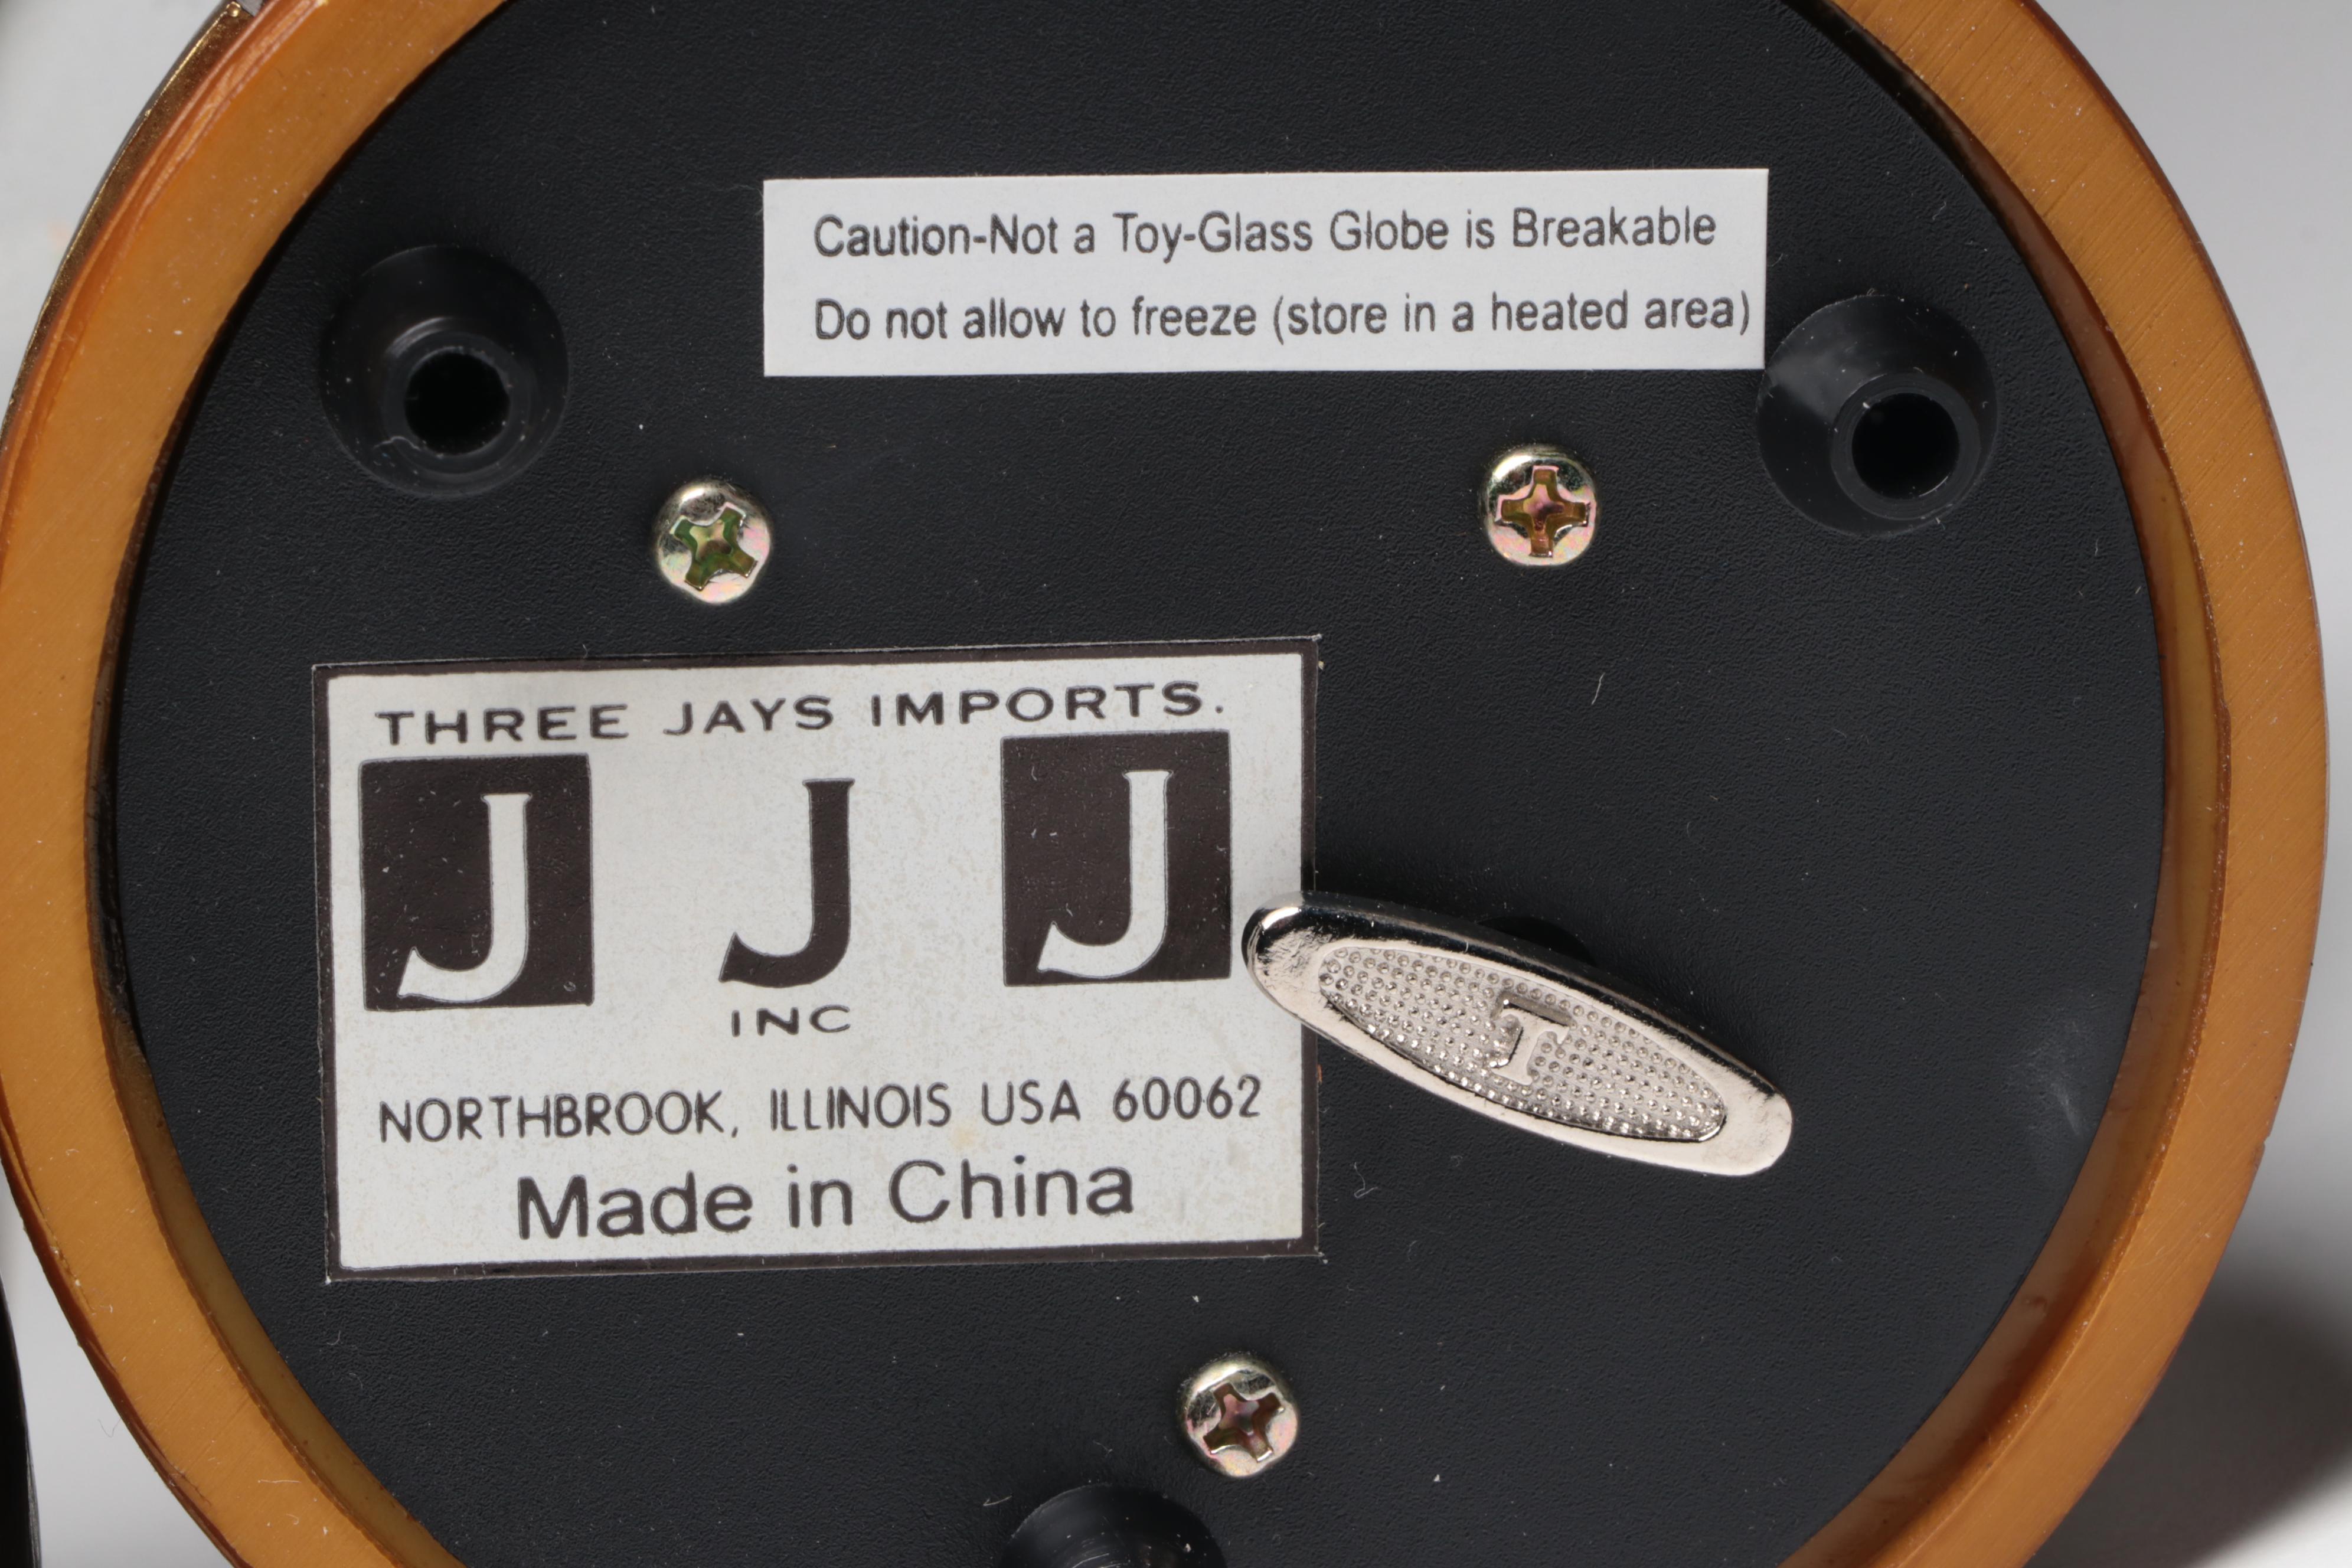 Caution-Not a Toy-Glass Globe is Breakable
Do not allow to freeze (store in a heated area)
THREE JAYS IMPORTS.
J J J
INC
NORTHBROOK, ILLINOIS USA 60062
Made in China
T